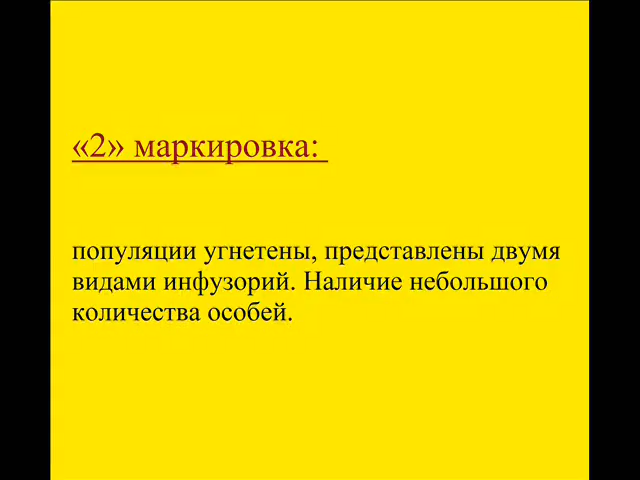 «2» маркировка:
популяции угнетены, представлены двумя
видами инфузорий. Наличие небольшого
количества особей.